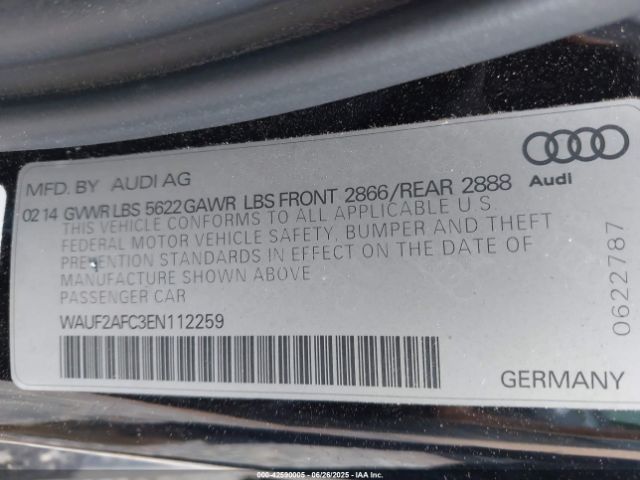 MFD. BY AUDI AG
Audi
02 14 GVWR LBS 5622 GAWR LBS FRONT 2866/REAR 2888
THIS VEHICLE CONFORMS TO ALL APPLICABLE U S
FEDERAL MOTOR VEHICLE SAFETY, BUMPER AND THEFT
PREVENTION STANDARDS IN EFFECT ON THE DATE OF
MANUFACTURE SHOWN ABOVE
PASSENGER CAR
WAUF2AFC3EN112259
0622787
GERMANY
000-42590005 - 06/26/2025 - IAA Inc.